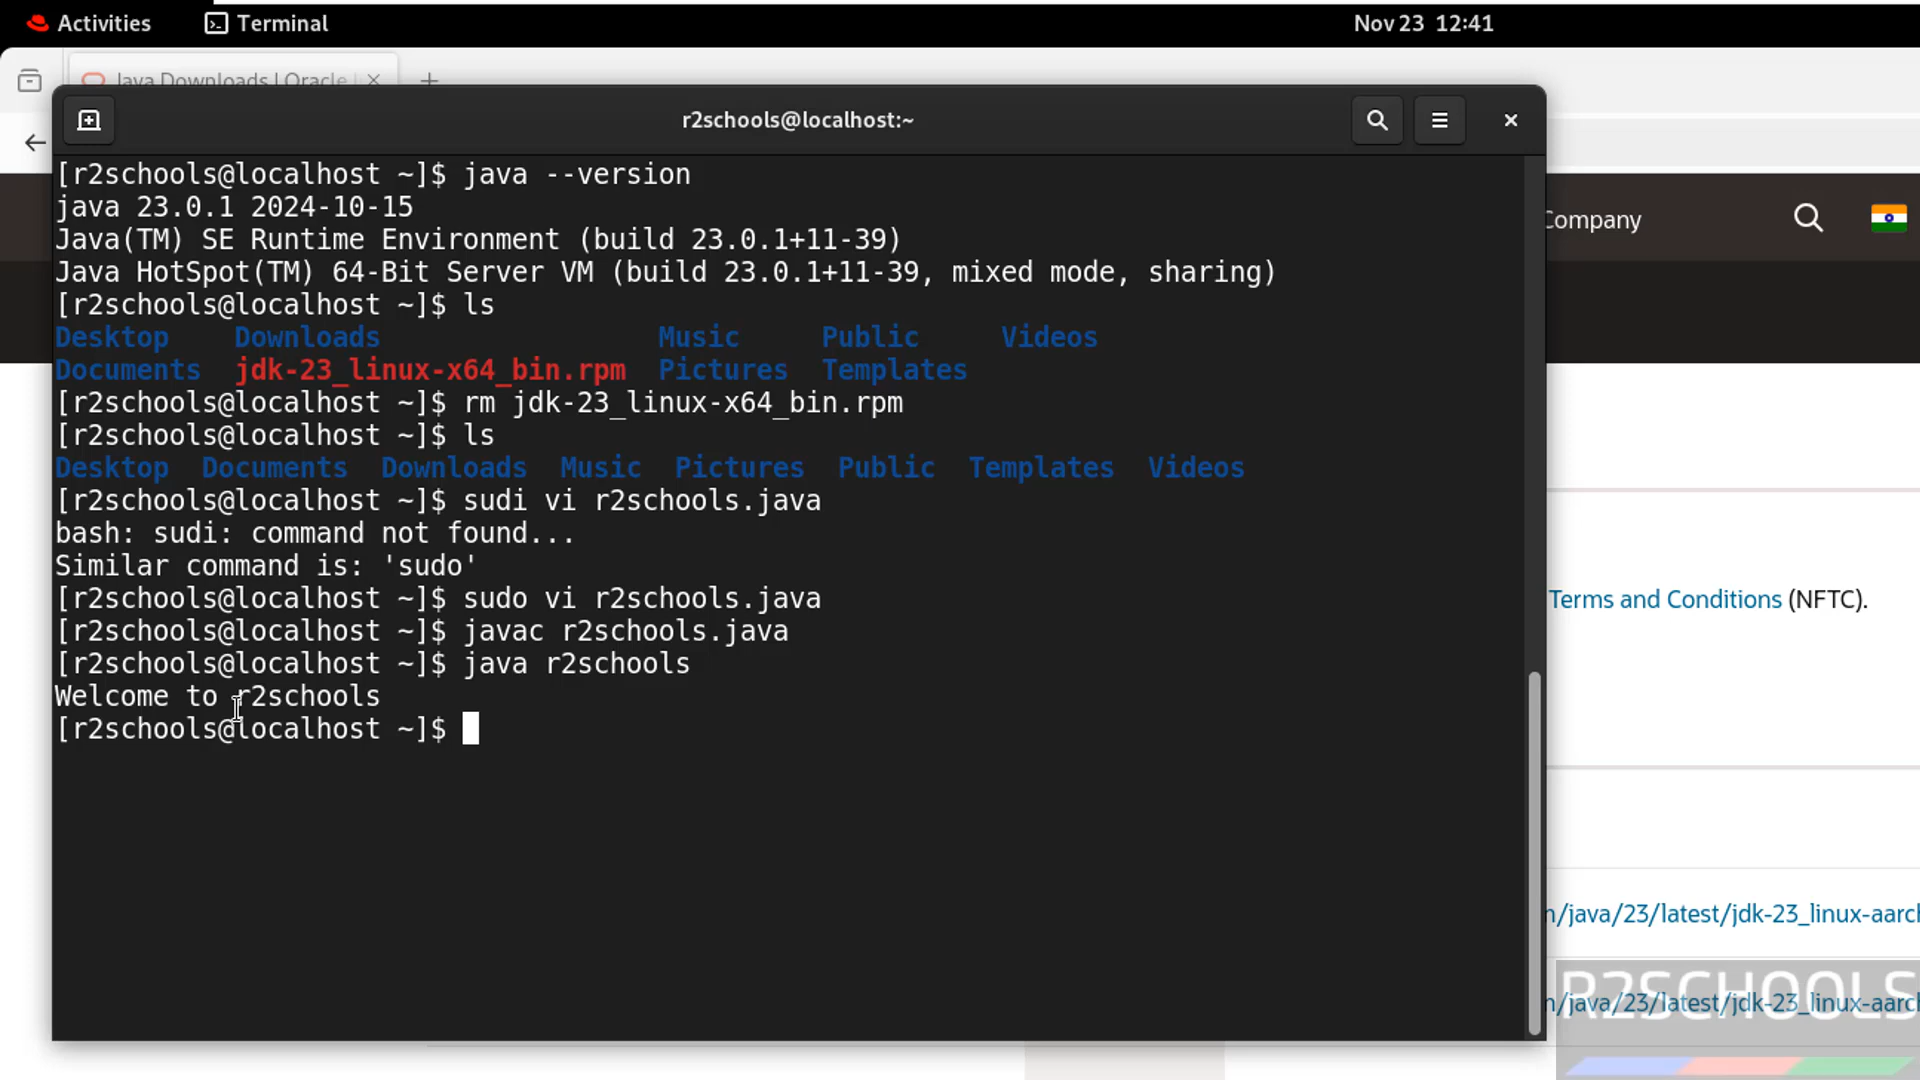 Activities Terminal Nov 23 12:41
Java Downloads | Oracle
r2schools@localhost:~
[r2schools@localhost ~]$ java --version
java 23.0.1 2024-10-15
Java(TM) SE Runtime Environment (build 23.0.1+11-39)
Java HotSpot(TM) 64-Bit Server VM (build 23.0.1+11-39, mixed mode, sharing)
[r2schools@localhost ~]$ ls
Desktop Downloads Music Public Videos
Documents jdk-23_linux-x64_bin.rpm Pictures Templates
[r2schools@localhost ~]$ rm jdk-23_linux-x64_bin.rpm
[r2schools@localhost ~]$ ls
Desktop Documents Downloads Music Pictures Public Templates Videos
[r2schools@localhost ~]$ sudi vi r2schools.java
bash: sudi: command not found...
Similar command is: 'sudo'
[r2schools@localhost ~]$ sudo vi r2schools.java
[r2schools@localhost ~]$ javac r2schools.java
[r2schools@localhost ~]$ java r2schools
Welcome to r2schools
[r2schools@localhost ~]$
Company
Terms and Conditions (NFTC).
n/java/23/latest/jdk-23_linux-aarch
n/java/23/latest/jdk-23_linux-aarch
R2SCHOOLS